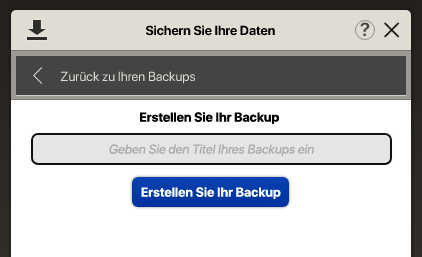 Sichern Sie Ihre Daten ?
Zurück zu Ihren Backups
Erstellen Sie Ihr Backup
Geben Sie den Titel Ihres Backups ein
Erstellen Sie Ihr Backup